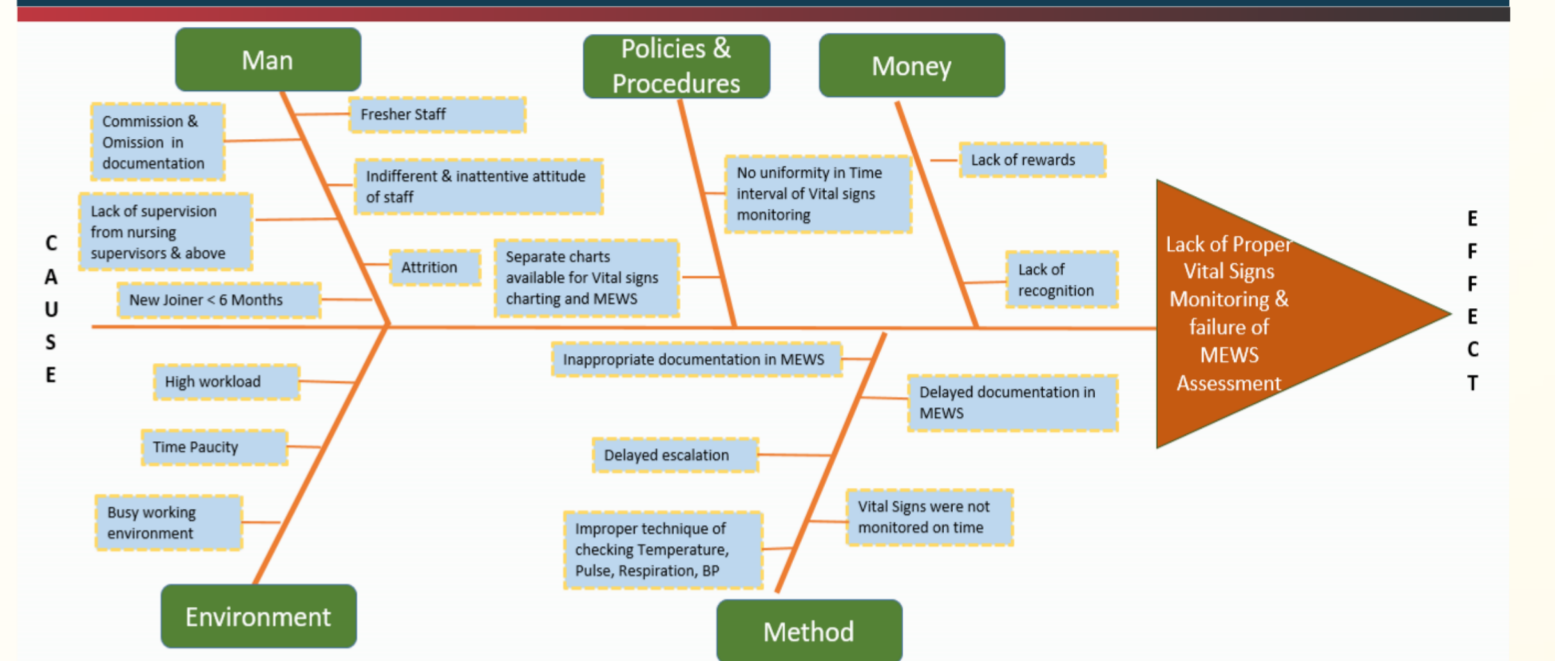 Man
Policies &
Procedures
Money
Commission &
Omission in
documentation
Fresher Staff
Indifferent & inattentive attitude
of staff
Lack of supervision
from nursing
supervisors & above
Attrition
New Joiner < 6 Months
No uniformity in Time
interval of Vital signs
monitoring
Separate charts
available for Vital signs
charting and MEWS
Lack of rewards
Lack of
recognition
C
A
U
S
E
High workload
Time Paucity
Busy working
environment
Environment
Inappropriate documentation in MEWS
Delayed documentation in
MEWS
Delayed escalation
Vital Signs were not
monitored on time
Improper technique of
checking Temperature,
Pulse, Respiration, BP
Method
Lack of Proper
Vital Signs
Monitoring &
failure of
MEWS
Assessment
E
F
F
E
C
T